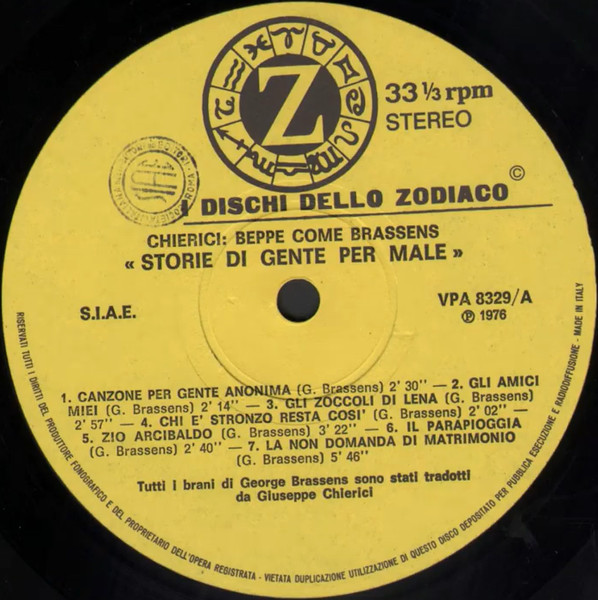 Z
33 1/3 rpm
STEREO
I DISCHI DELLO ZODIACO ©
CHIERICI: BEPPE COME BRASSENS
« STORIE DI GENTE PER MALE »
S.I.A.E.
VPA 8329/A
Ⓟ 1976
1. CANZONE PER GENTE ANONIMA (G. Brassens) 2' 30'' — 2. GLI AMICI
MIEI (G. Brassens) 2' 14'' — 3. GLI ZOCCOLI DI LENA (G. Brassens)
2' 57'' — 4. CHI E' STRONZO RESTA COSI' (G. Brassens) 2' 02'' —
5. ZIO ARCIBALDO (G. Brassens) 3' 22'' — 6. IL PARAPIOGGIA
(G. Brassens) 2' 40'' — 7. LA NON DOMANDA DI MATRIMONIO
(G. Brassens) 5' 46''
Tutti i brani di George Brassens sono stati tradotti
da Giuseppe Chierici
RISERVATI TUTTI I DIRITTI DEL PRODUTTORE FONOGRAFICO E DEL PROPRIETARIO DELL'OPERA REGISTRATA - VIETATA DUPLICAZIONE UTILIZZAZIONE DI QUESTO DISCO DEPOSITATO PER PUBBLICA ESECUZIONE E RADIODIFFUSIONE - MADE IN ITALY